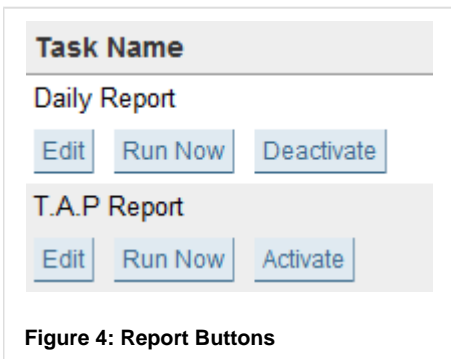 Task Name
Daily Report
Edit Run Now Deactivate
T.A.P Report
Edit Run Now Activate
Figure 4: Report Buttons